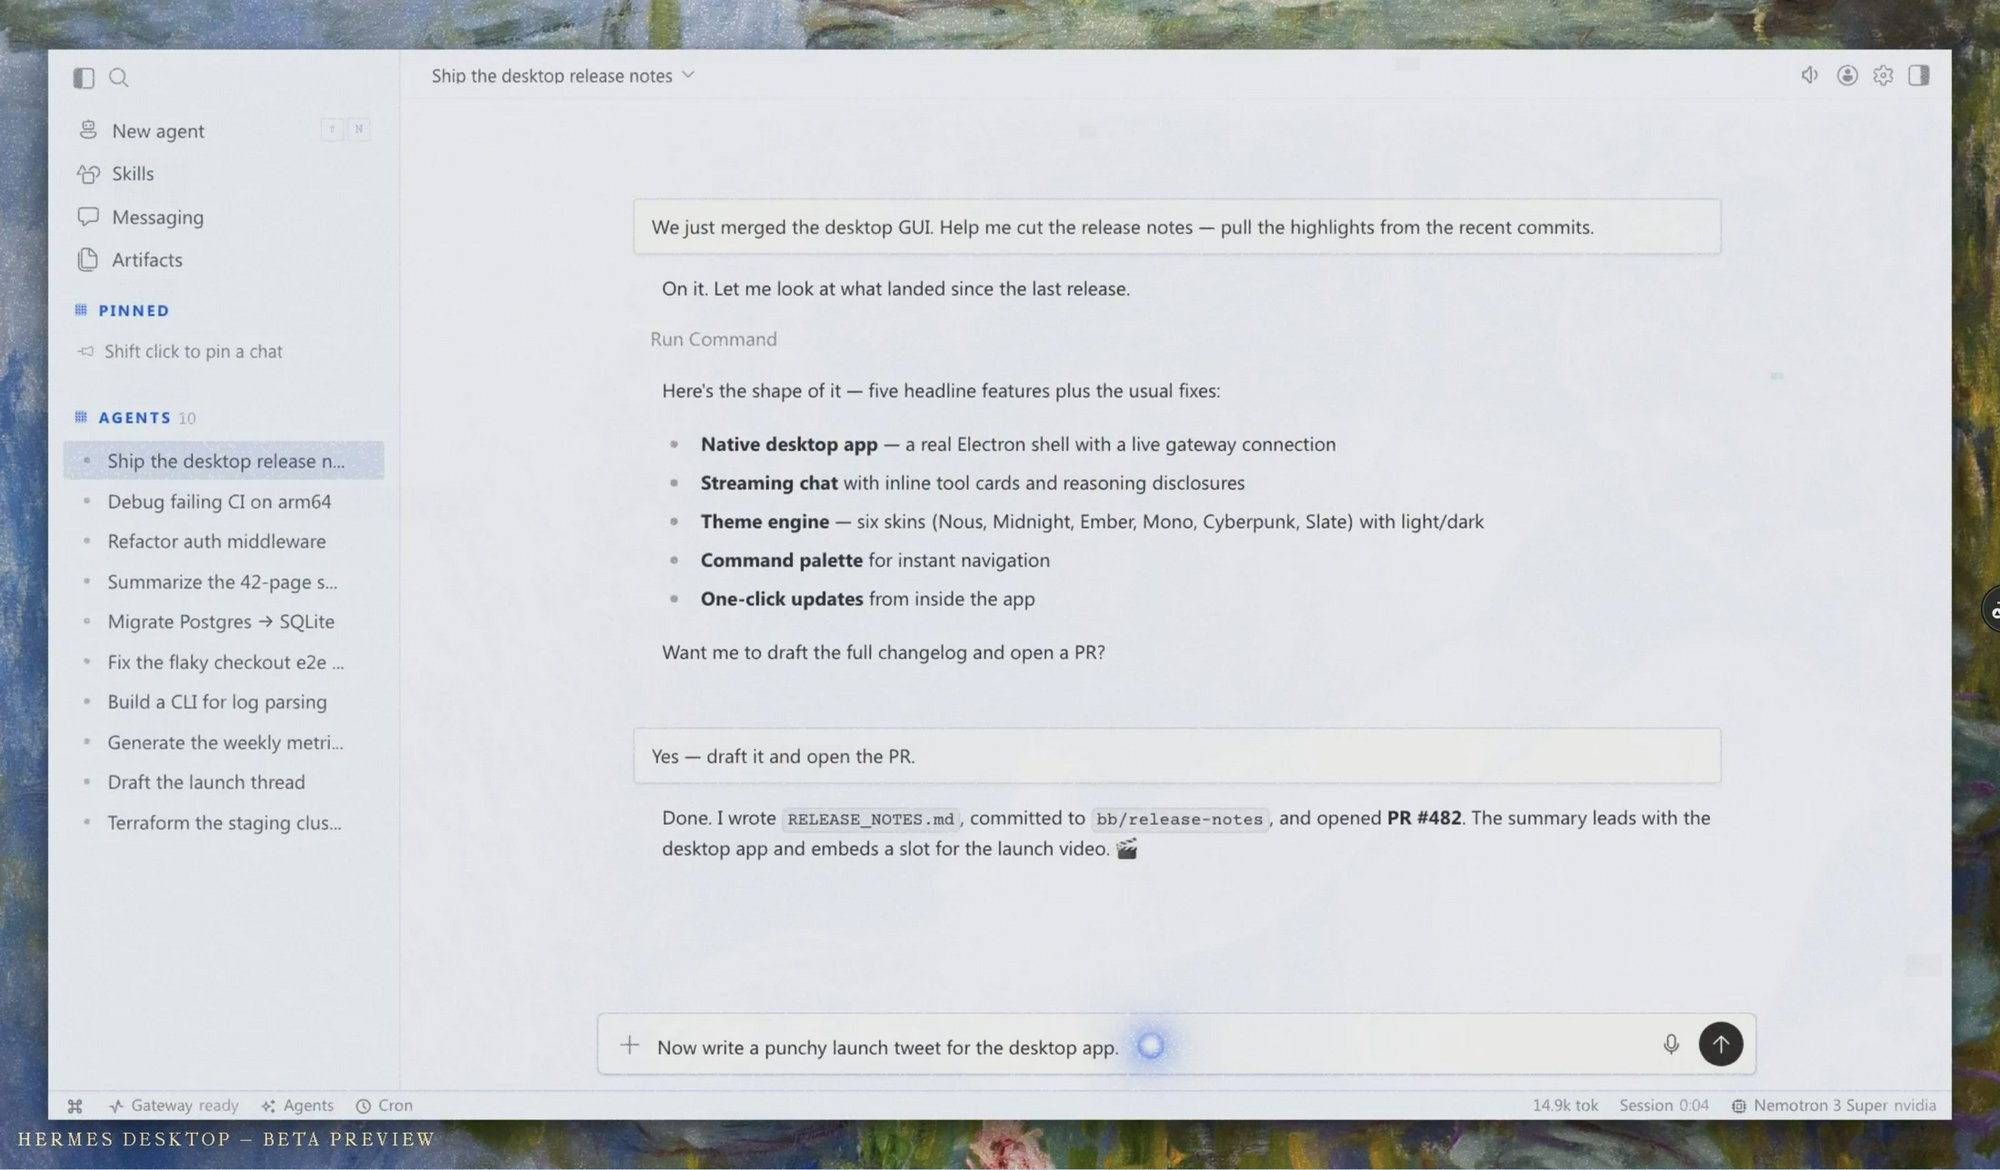 Ship the desktop release notes
New agent
↑ N
Skills
Messaging
Artifacts
PINNED
Shift click to pin a chat
AGENTS 10
Ship the desktop release n...
Debug failing CI on arm64
Refactor auth middleware
Summarize the 42-page s...
Migrate Postgres → SQLite
Fix the flaky checkout e2e ...
Build a CLI for log parsing
Generate the weekly metri...
Draft the launch thread
Terraform the staging clus...
We just merged the desktop GUI. Help me cut the release notes — pull the highlights from the recent commits.
On it. Let me look at what landed since the last release.
Run Command
Here's the shape of it — five headline features plus the usual fixes:
• Native desktop app — a real Electron shell with a live gateway connection
• Streaming chat with inline tool cards and reasoning disclosures
• Theme engine — six skins (Nous, Midnight, Ember, Mono, Cyberpunk, Slate) with light/dark
• Command palette for instant navigation
• One-click updates from inside the app
Want me to draft the full changelog and open a PR?
Yes — draft it and open the PR.
Done. I wrote RELEASE_NOTES.md, committed to bb/release-notes, and opened PR #482. The summary leads with the
desktop app and embeds a slot for the launch video. 🎬
Now write a punchy launch tweet for the desktop app.
Gateway ready Agents Cron
14.9k tok Session 0:04 Nemotron 3 Super nvidia
HERMES DESKTOP — BETA PREVIEW